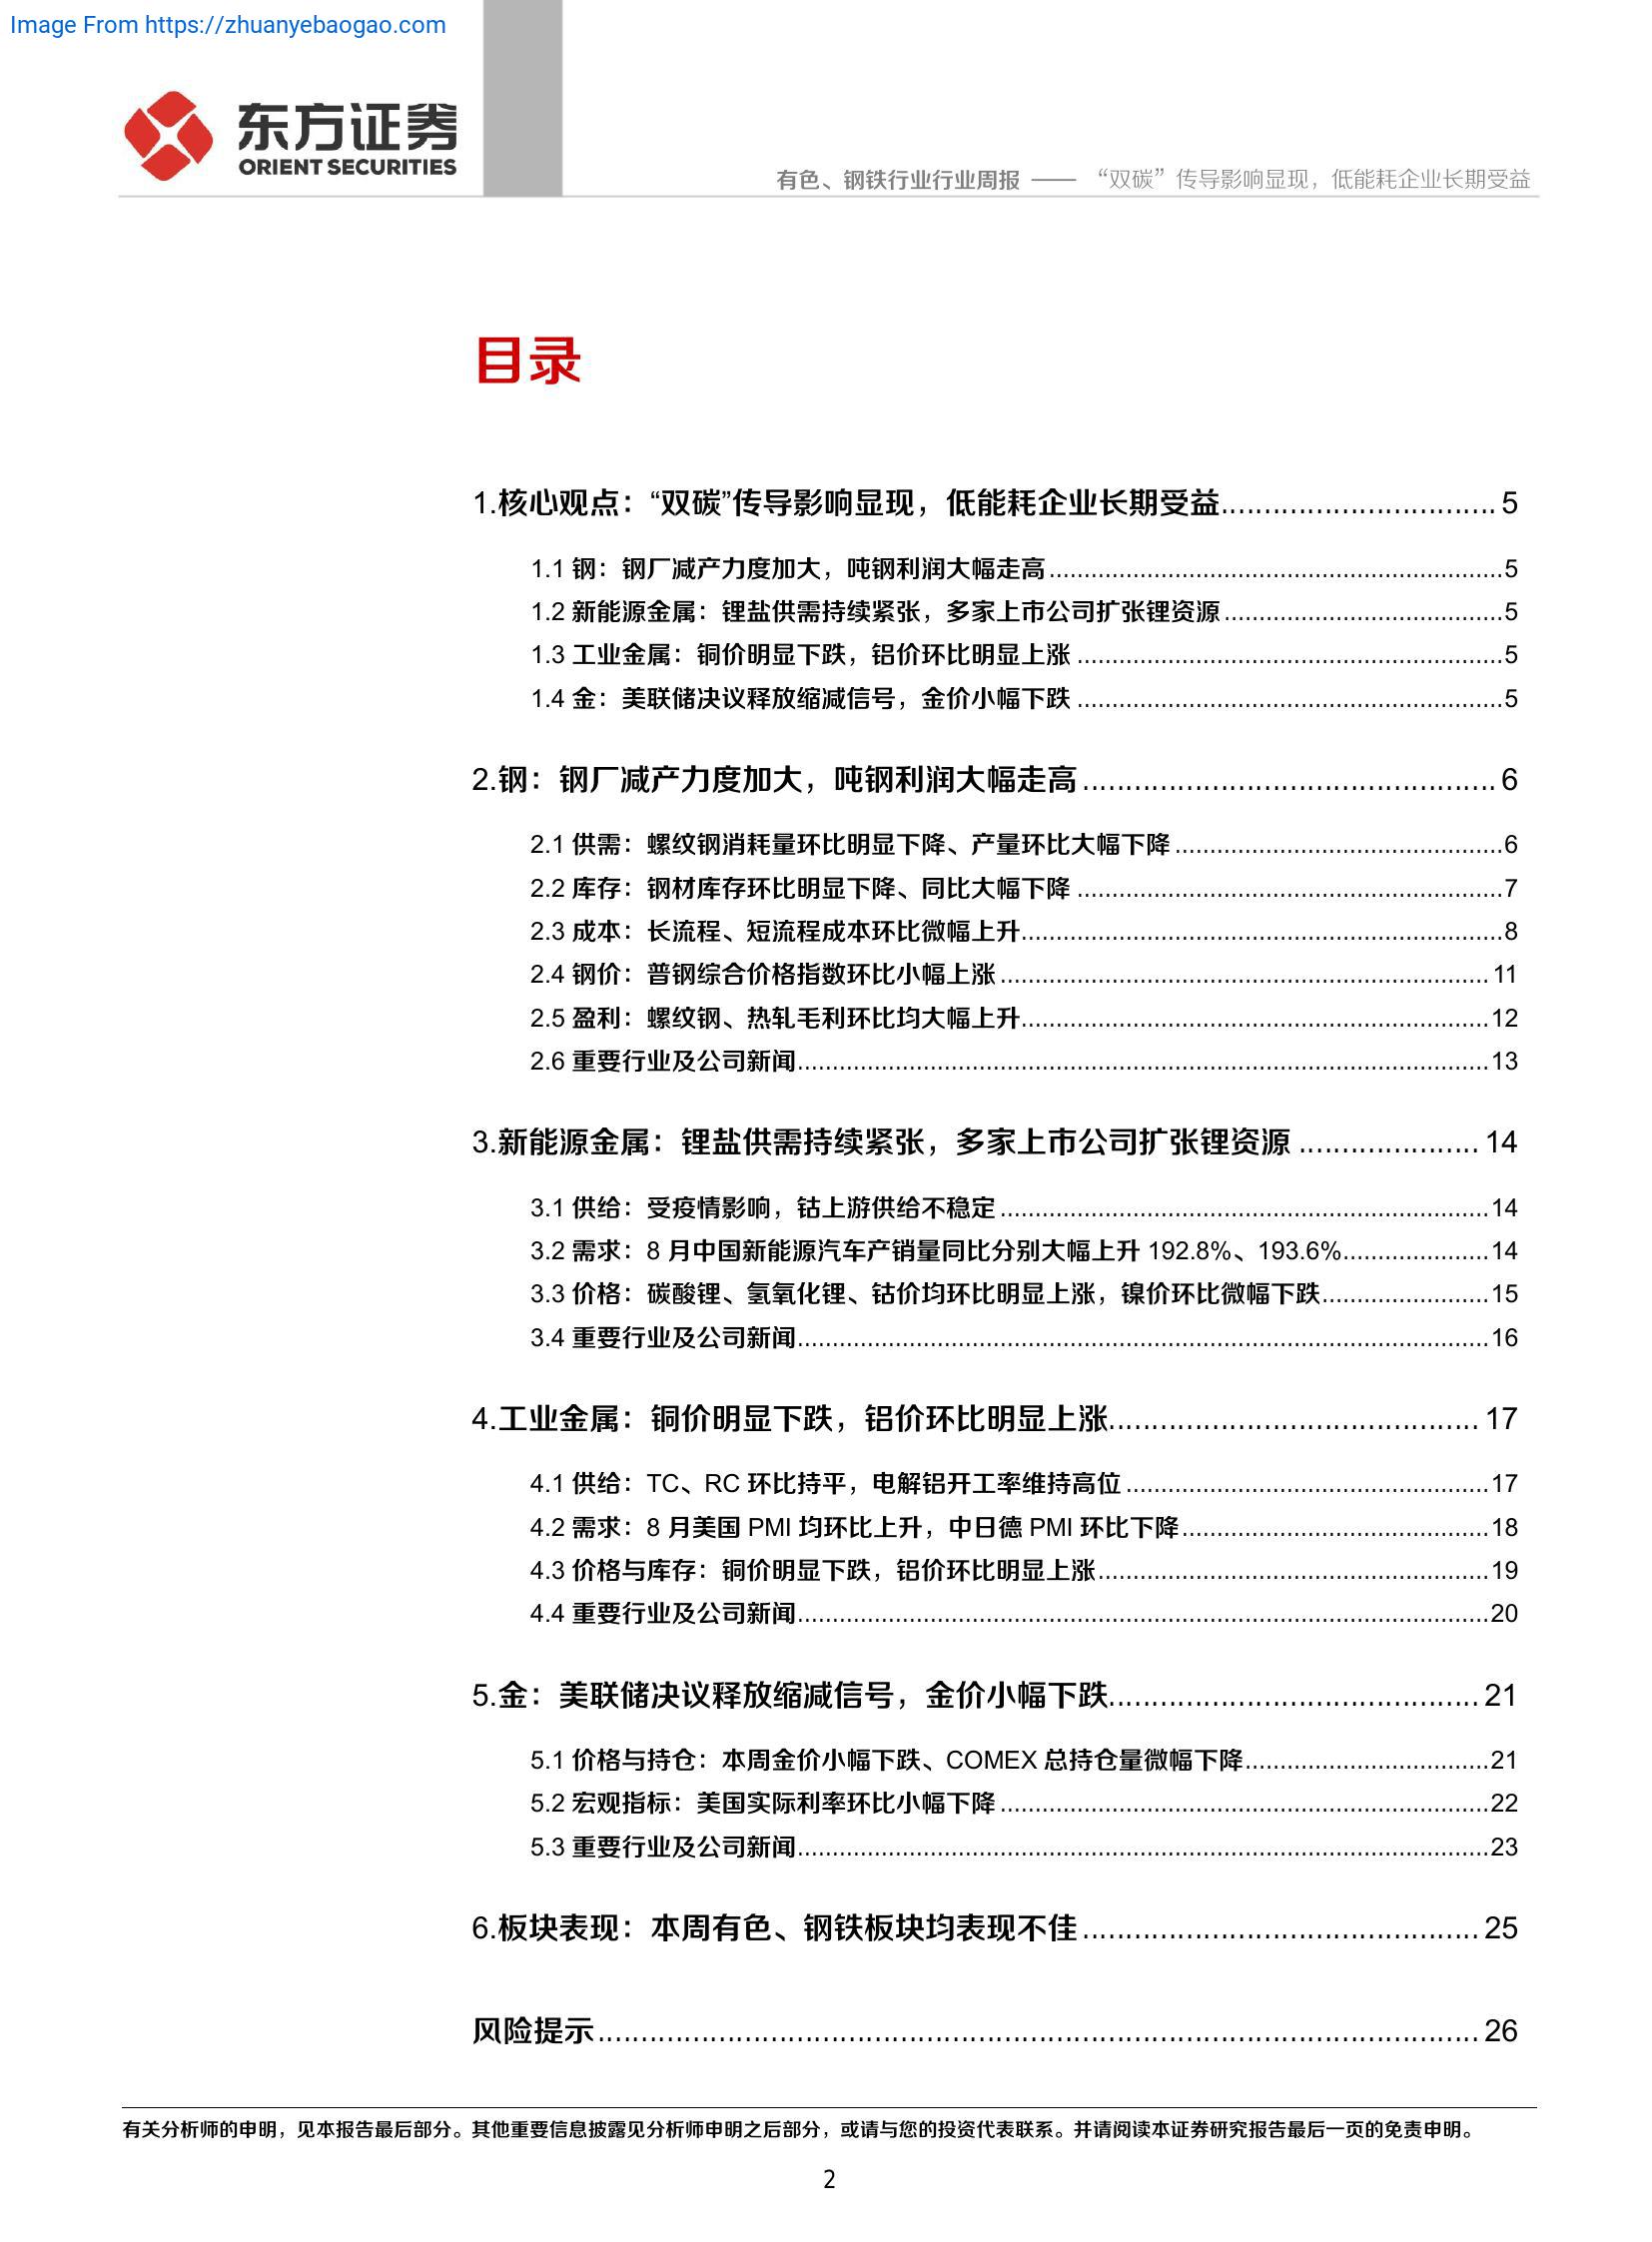 Image From https://zhuanyebaogao.com
东方证券
ORIENT SECURITIES
有色、钢铁行业行业周报 —— “双碳”传导影响显现，低能耗企业长期受益
目录
1.核心观点：“双碳”传导影响显现，低能耗企业长期受益................................ 5
1.1 钢：钢厂减产力度加大，吨钢利润大幅走高.................................................................5
1.2 新能源金属：锂盐供需持续紧张，多家上市公司扩张锂资源........................................5
1.3 工业金属：铜价明显下跌，铝价环比明显上涨.............................................................5
1.4 金：美联储决议释放缩减信号，金价小幅下跌.............................................................5
2.钢：钢厂减产力度加大，吨钢利润大幅走高................................................ 6
2.1 供需：螺纹钢消耗量环比明显下降、产量环比大幅下降...............................................6
2.2 库存：钢材库存环比明显下降、同比大幅下降.............................................................7
2.3 成本：长流程、短流程成本环比微幅上升.....................................................................8
2.4 钢价：普钢综合价格指数环比小幅上涨......................................................................11
2.5 盈利：螺纹钢、热轧毛利环比均大幅上升...................................................................12
2.6 重要行业及公司新闻...................................................................................................13
3.新能源金属：锂盐供需持续紧张，多家上市公司扩张锂资源..................... 14
3.1 供给：受疫情影响，钴上游供给不稳定......................................................................14
3.2 需求：8 月中国新能源汽车产销量同比分别大幅上升 192.8%、193.6%.....................14
3.3 价格：碳酸锂、氢氧化锂、钴价均环比明显上涨，镍价环比微幅下跌........................15
3.4 重要行业及公司新闻...................................................................................................16
4.工业金属：铜价明显下跌，铝价环比明显上涨........................................... 17
4.1 供给：TC、RC 环比持平，电解铝开工率维持高位....................................................17
4.2 需求：8 月美国 PMI 均环比上升，中日德 PMI 环比下降............................................18
4.3 价格与库存：铜价明显下跌，铝价环比明显上涨........................................................19
4.4 重要行业及公司新闻...................................................................................................20
5.金：美联储决议释放缩减信号，金价小幅下跌........................................... 21
5.1 价格与持仓：本周金价小幅下跌、COMEX 总持仓量微幅下降...................................21
5.2 宏观指标：美国实际利率环比小幅下降......................................................................22
5.3 重要行业及公司新闻...................................................................................................23
6.板块表现：本周有色、钢铁板块均表现不佳.............................................. 25
风险提示...................................................................................................... 26
有关分析师的申明，见本报告最后部分。其他重要信息披露见分析师申明之后部分，或请与您的投资代表联系。并请阅读本证券研究报告最后一页的免责申明。
2